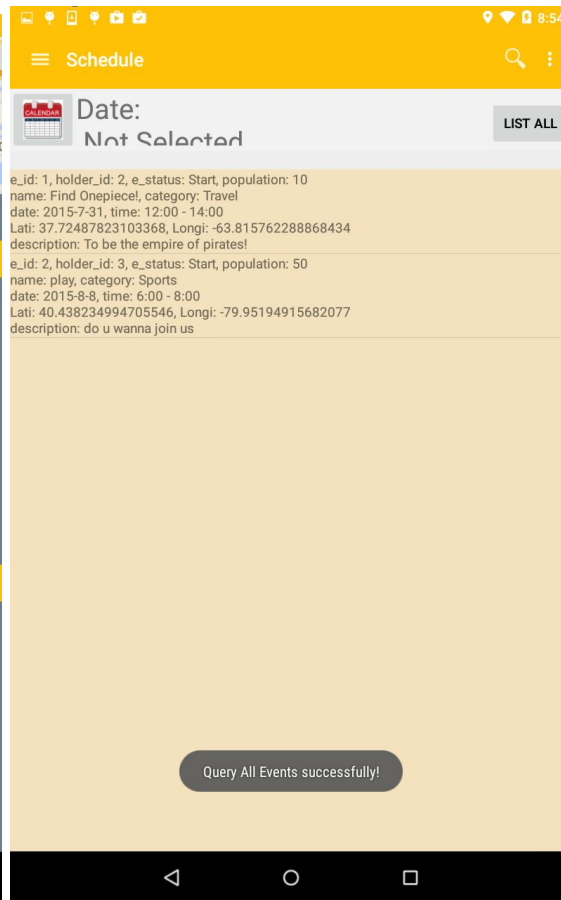 8:54
Schedule
CALENDAR
Date:
Not Selected
LIST ALL
e_id: 1, holder_id: 2, e_status: Start, population: 10
name: Find Onepiece!, category: Travel
date: 2015-7-31, time: 12:00 - 14:00
Lati: 37.72487823103368, Longi: -63.815762288868434
description: To be the empire of pirates!
e_id: 2, holder_id: 3, e_status: Start, population: 50
name: play, category: Sports
date: 2015-8-8, time: 6:00 - 8:00
Lati: 40.438234994705546, Longi: -79.95194915682077
description: do u wanna join us
Query All Events successfully!